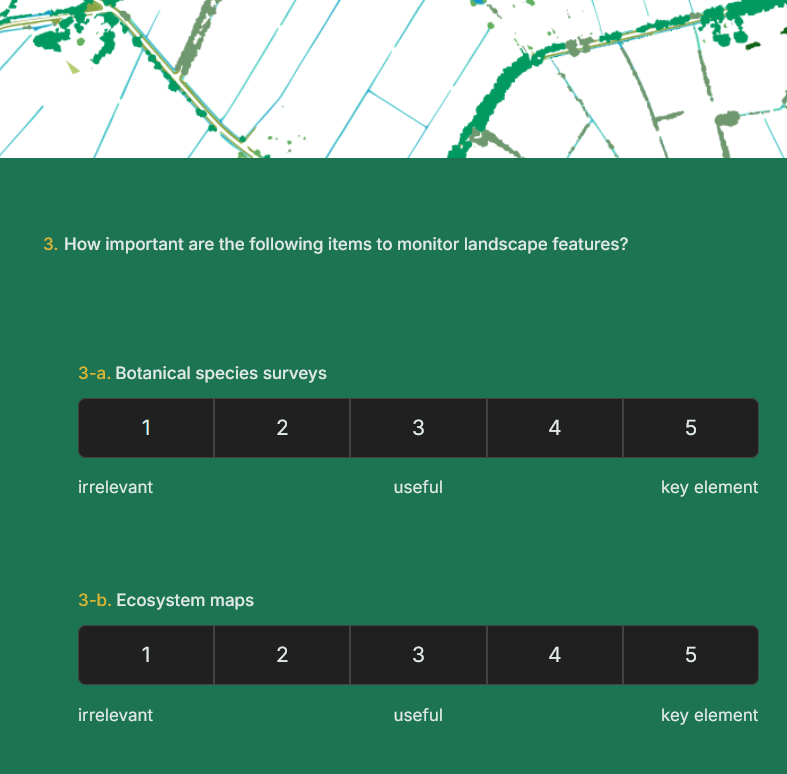 3. How important are the following items to monitor landscape features?
3-a. Botanical species surveys
1 2 3 4 5
irrelevant useful key element
3-b. Ecosystem maps
1 2 3 4 5
irrelevant useful key element